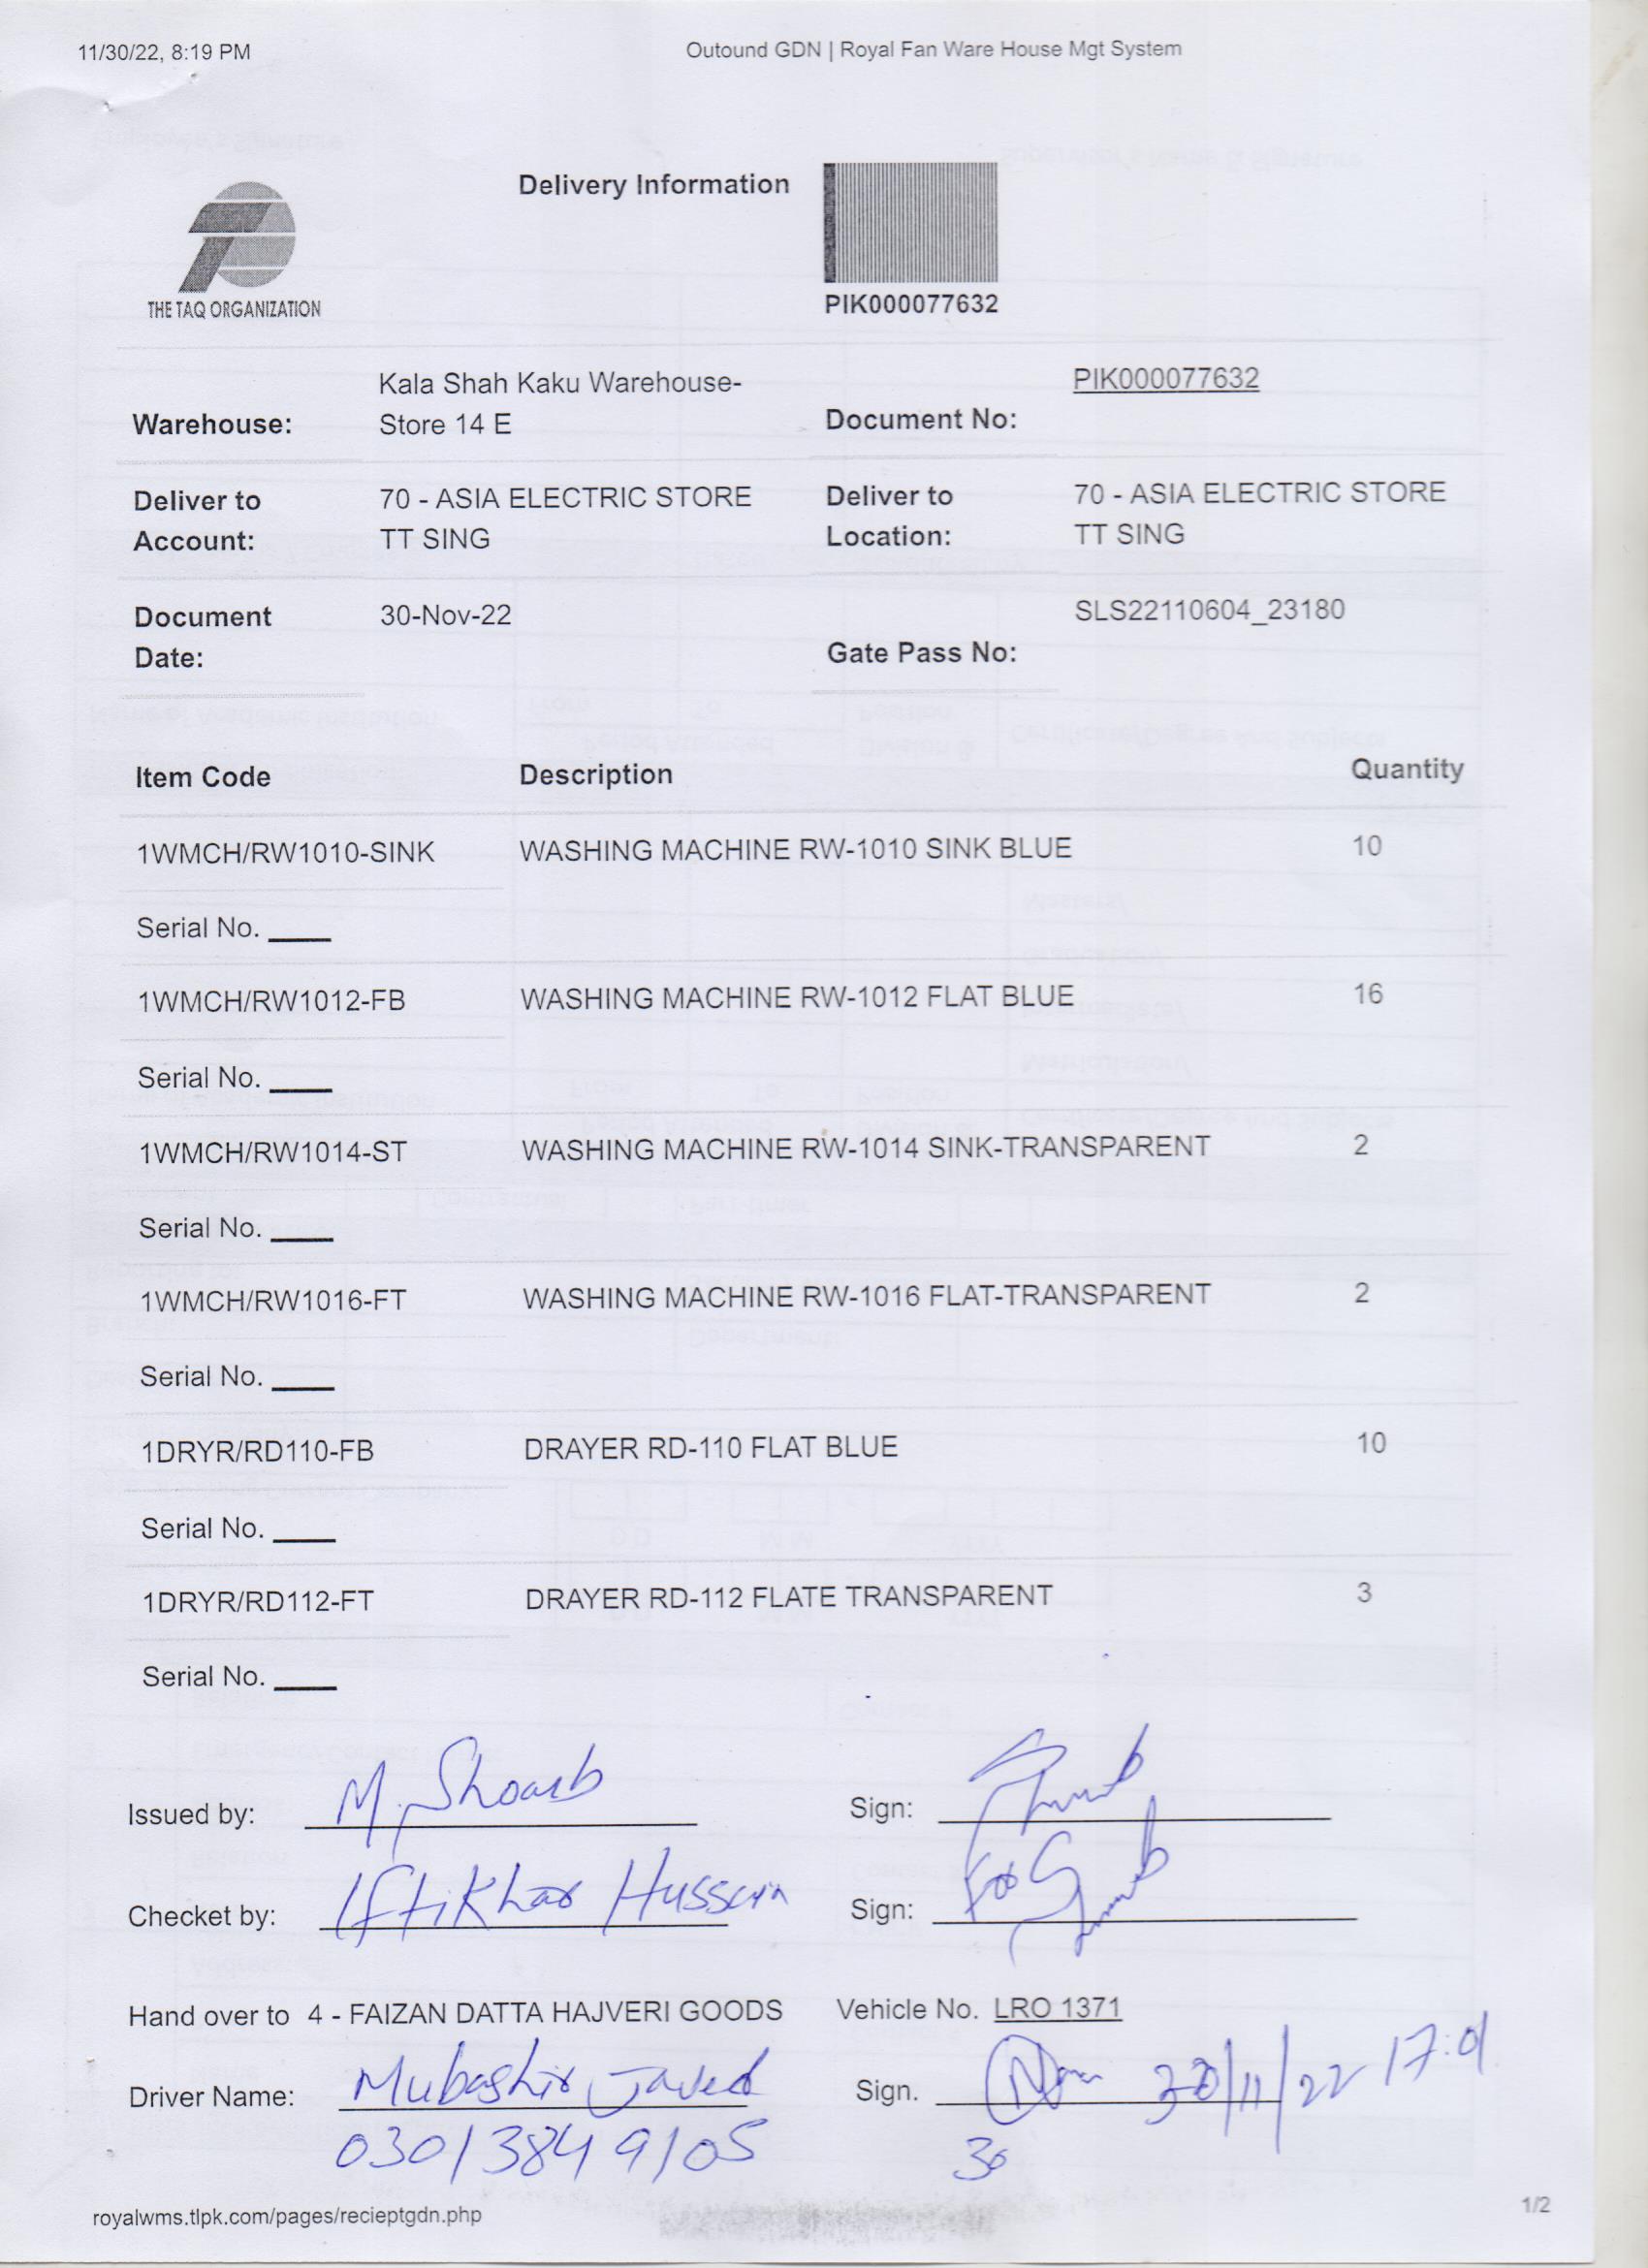 11/30/22, 8:19 PM
Outound GDN | Royal Fan Ware House Mgt System
Delivery Information
THE TAQ ORGANIZATION
PIK000077632
Warehouse: Kala Shah Kaku Warehouse-
Store 14 E
Document No: PIK000077632
Deliver to
Account: 70 - ASIA ELECTRIC STORE
TT SING
Deliver to
Location: 70 - ASIA ELECTRIC STORE
TT SING
Document
Date: 30-Nov-22
Gate Pass No: SLS22110604_23180
Item Code Description Quantity
1WMCH/RW1010-SINK WASHING MACHINE RW-1010 SINK BLUE 10
Serial No. ____
1WMCH/RW1012-FB WASHING MACHINE RW-1012 FLAT BLUE 16
Serial No. ____
1WMCH/RW1014-ST WASHING MACHINE RW-1014 SINK-TRANSPARENT 2
Serial No. ____
1WMCH/RW1016-FT WASHING MACHINE RW-1016 FLAT-TRANSPARENT 2
Serial No. ____
1DRYR/RD110-FB DRAYER RD-110 FLAT BLUE 10
Serial No. ____
1DRYR/RD112-FT DRAYER RD-112 FLATE TRANSPARENT 3
Serial No. ____
Issued by: M. Shoaib Sign:
Checket by: Iftikhar Hussain Sign: For
Hand over to 4 - FAIZAN DATTA HAJVERI GOODS Vehicle No. LRO 1371
Driver Name: Mubashir Javed Sign. 30/11/22
03013849105 30
royalwms.tlpk.com/pages/recieptgdn.php 1/2